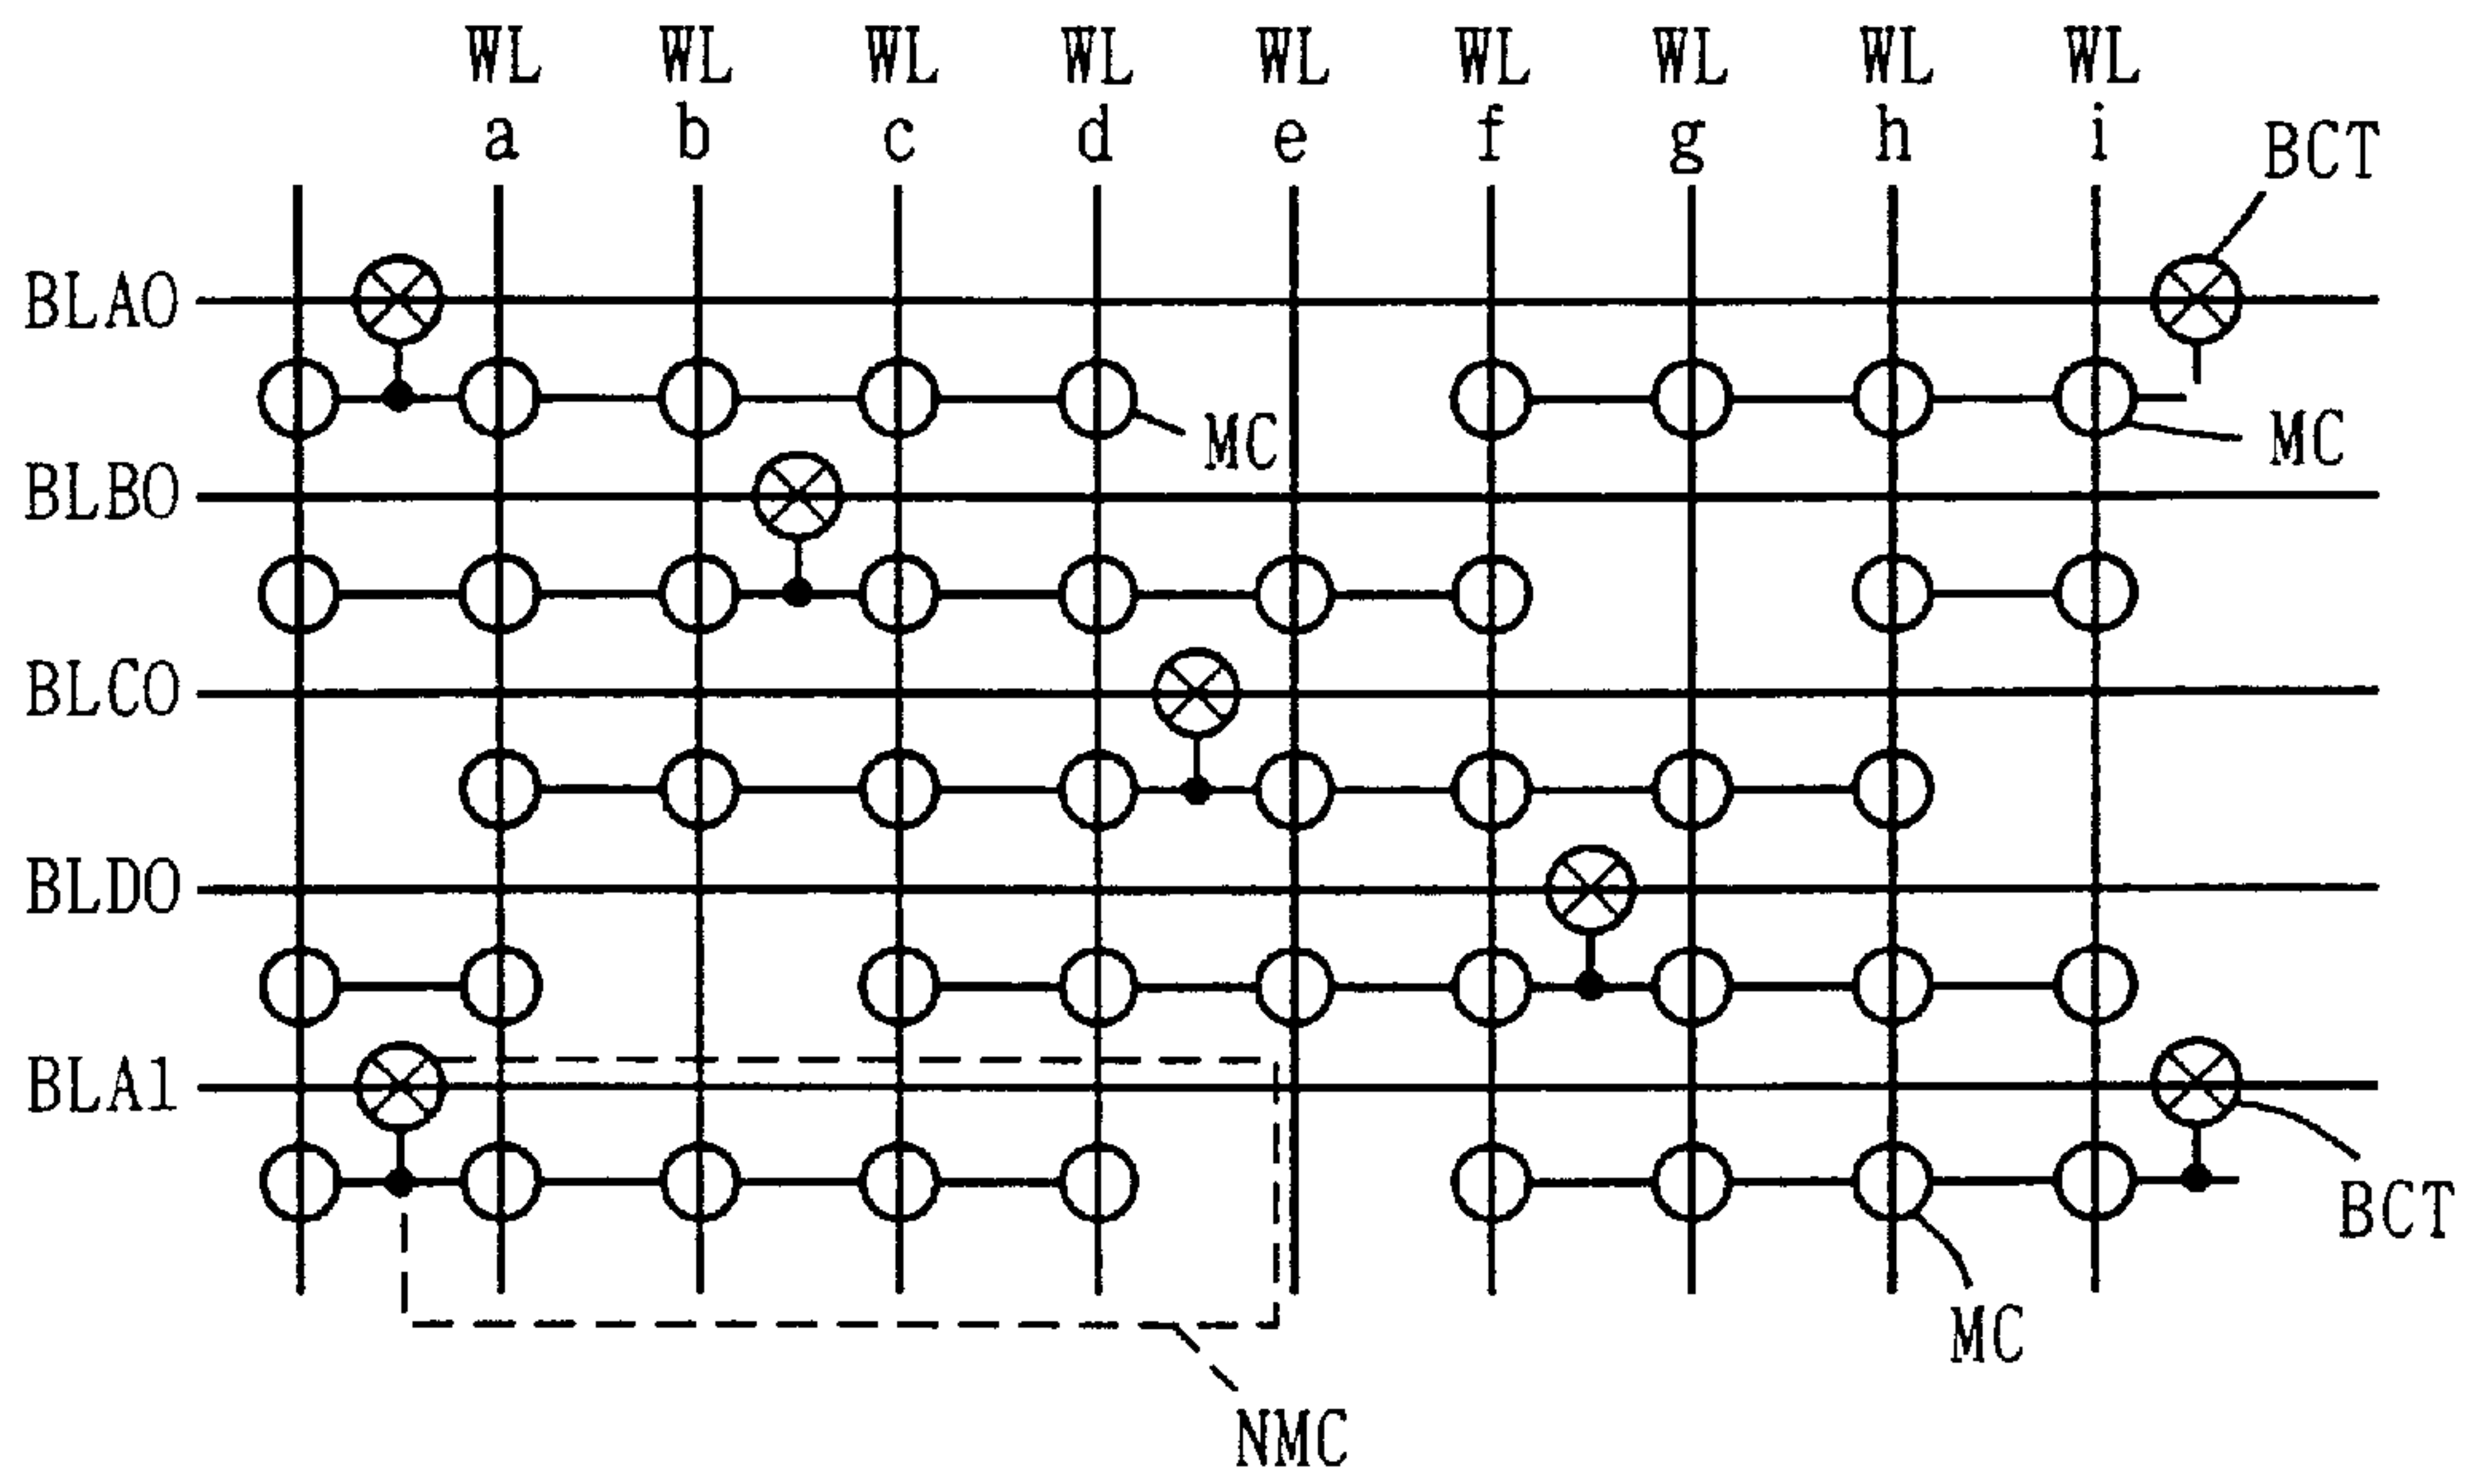 WL WL WL WL WL WL WL WL WL
a b c d e f g h i
BCT
BLA0
MC
MC
BLB0
BLC0
BLD0
BLA1
BCT
MC
NMC